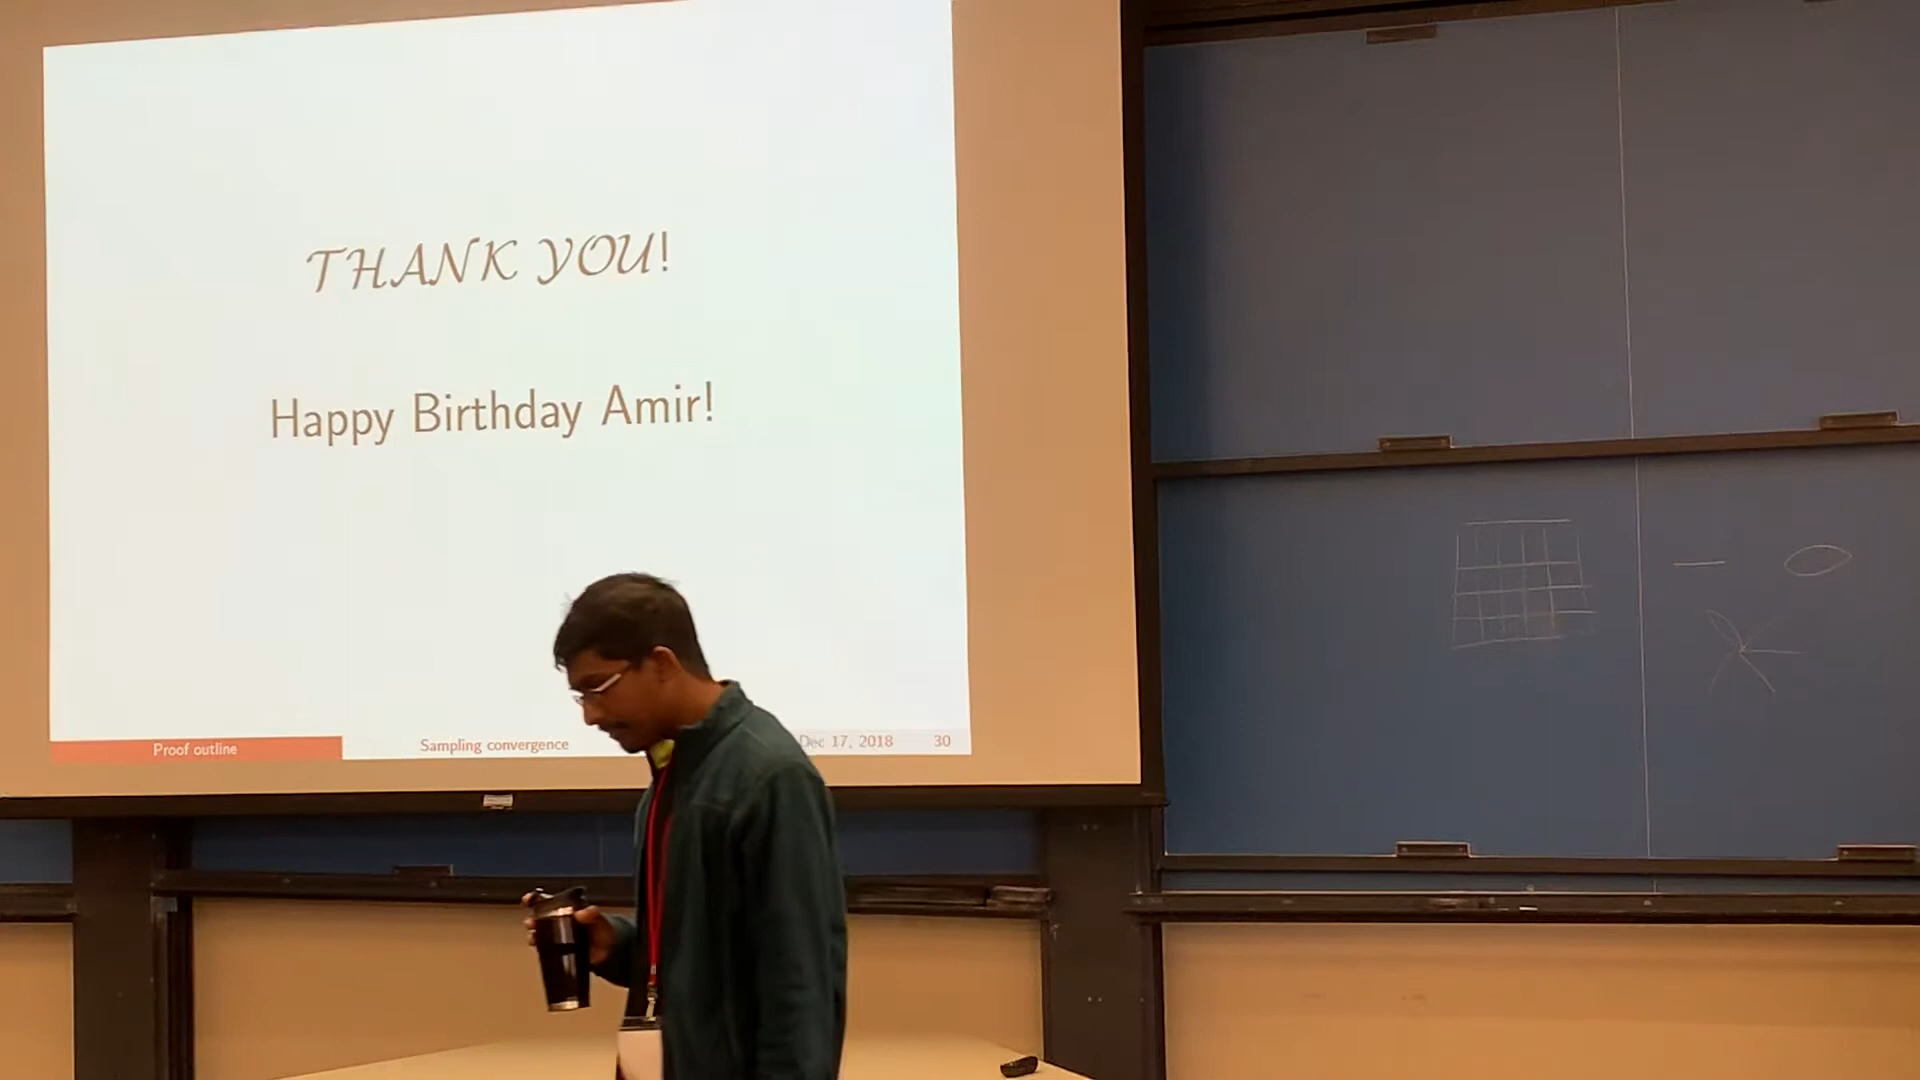 THANK YOU!
Happy Birthday Amir!
Proof outline
Sampling convergence
Dec 17, 2018
30